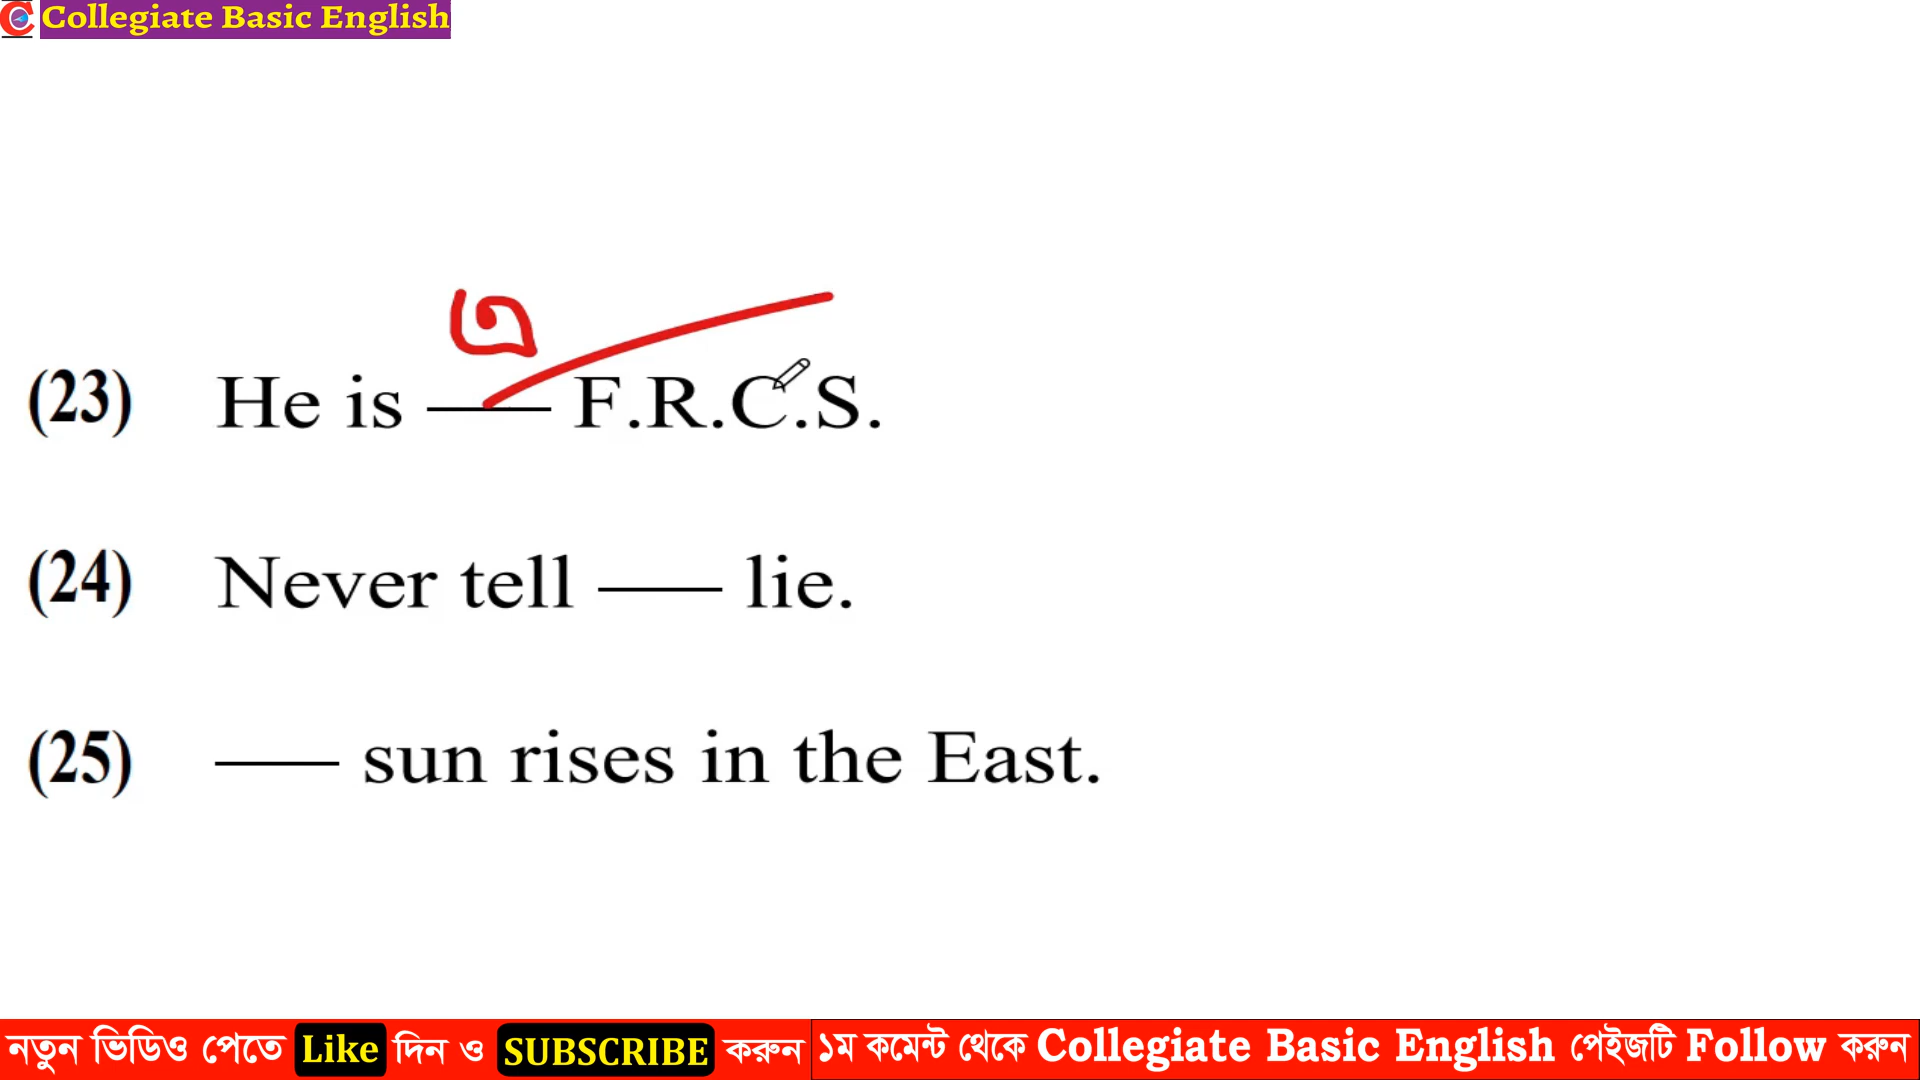 Collegiate Basic English
এ
(23) He is —— F.R.C.S.
(24) Never tell —— lie.
(25) —— sun rises in the East.
নতুন ভিডিও পেতে Like দিন ও SUBSCRIBE করুন ১ম কমেন্ট থেকে Collegiate Basic English পেইজটি Follow করুন